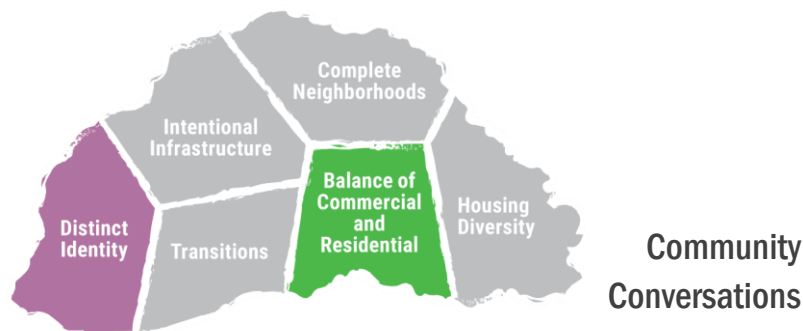 Complete
Neighborhoods
Intentional
Infrastructure
Distinct
Identity
Transitions
Balance of
Commercial
and
Residential
Housing
Diversity
Community
Conversations